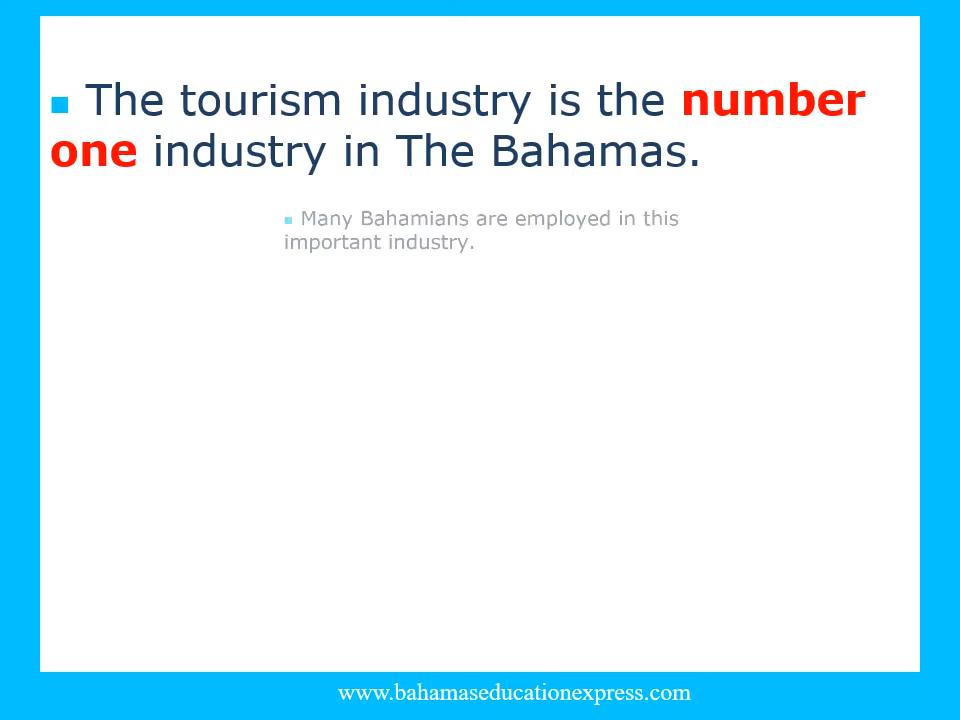 The tourism industry is the number
one industry in The Bahamas.
Many Bahamians are employed in this
important industry.
www.bahamaseducationexpress.com